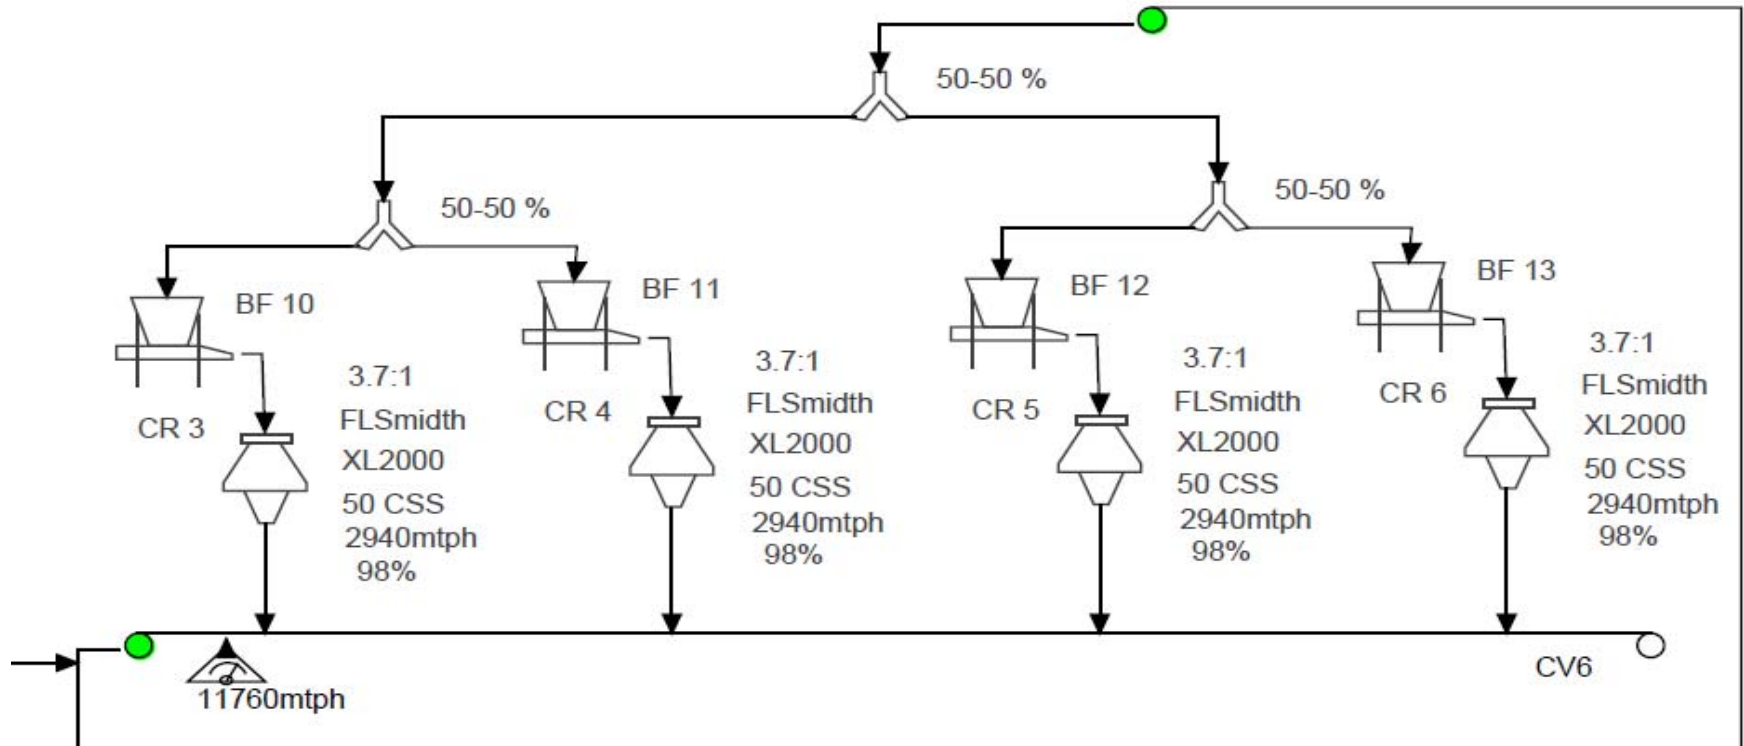 50-50 %
50-50 %
50-50 %
BF 10
BF 11
BF 12
BF 13
CR 3
3.7:1
FLSmidth
XL2000
50 CSS
2940mtph
98%
CR 4
3.7:1
FLSmidth
XL2000
50 CSS
2940mtph
98%
CR 5
3.7:1
FLSmidth
XL2000
50 CSS
2940mtph
98%
CR 6
3.7:1
FLSmidth
XL2000
50 CSS
2940mtph
98%
11760mtph
CV6